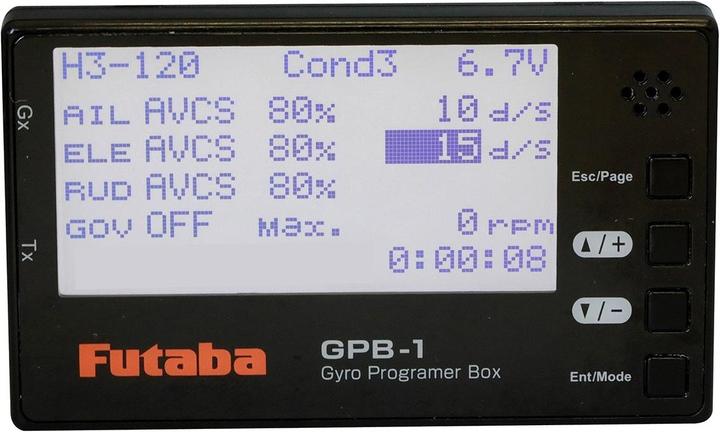 H3-120 Cond3 6.7V
AIL AVCS 80% 10 d/s
ELE AVCS 80% 15 d/s
RUD AVCS 80%
GOV OFF max. 0 rpm
0:00:08
Gx
Tx
Esc/Page
▲/+
▼/-
Ent/Mode
Futaba GPB-1
Gyro Programer Box